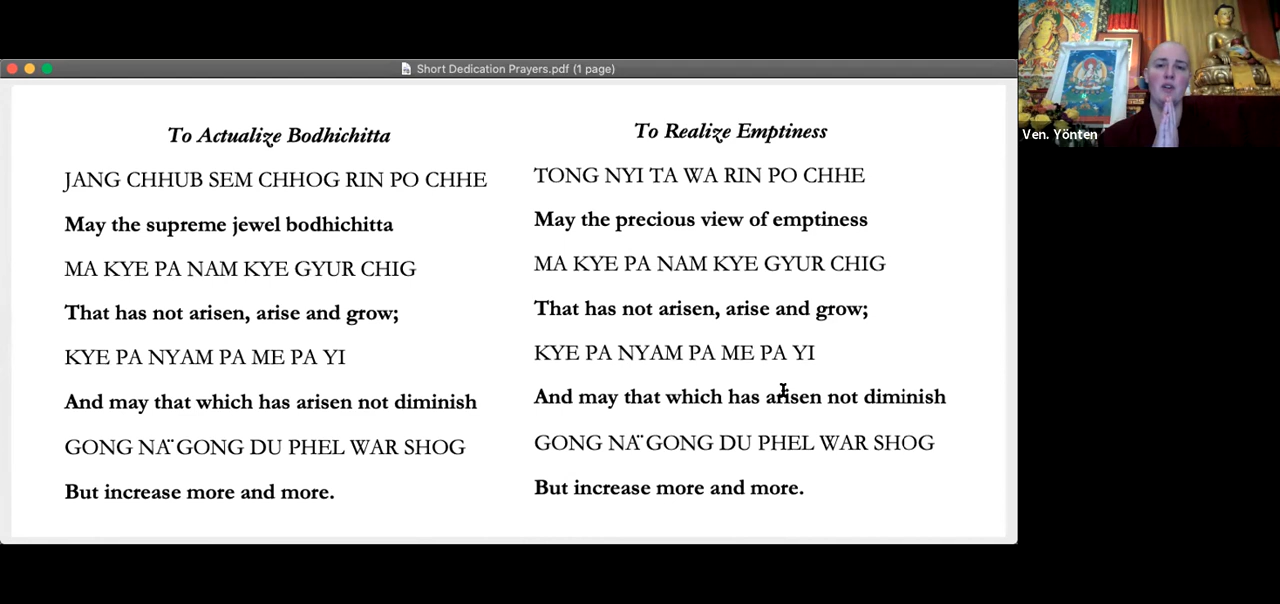 Short Dedication Prayers.pdf (1 page)
To Actualize Bodhichitta
JANG CHHUB SEM CHHOG RIN PO CHHE
May the supreme jewel bodhichitta
MA KYE PA NAM KYE GYUR CHIG
That has not arisen, arise and grow;
KYE PA NYAM PA ME PA YI
And may that which has arisen not diminish
GONG NA¨ GONG DU PHEL WAR SHOG
But increase more and more.
To Realize Emptiness
TONG NYI TA WA RIN PO CHHE
May the precious view of emptiness
MA KYE PA NAM KYE GYUR CHIG
That has not arisen, arise and grow;
KYE PA NYAM PA ME PA YI
And may that which has arisen not diminish
GONG NA¨ GONG DU PHEL WAR SHOG
But increase more and more.
Ven. Yönten